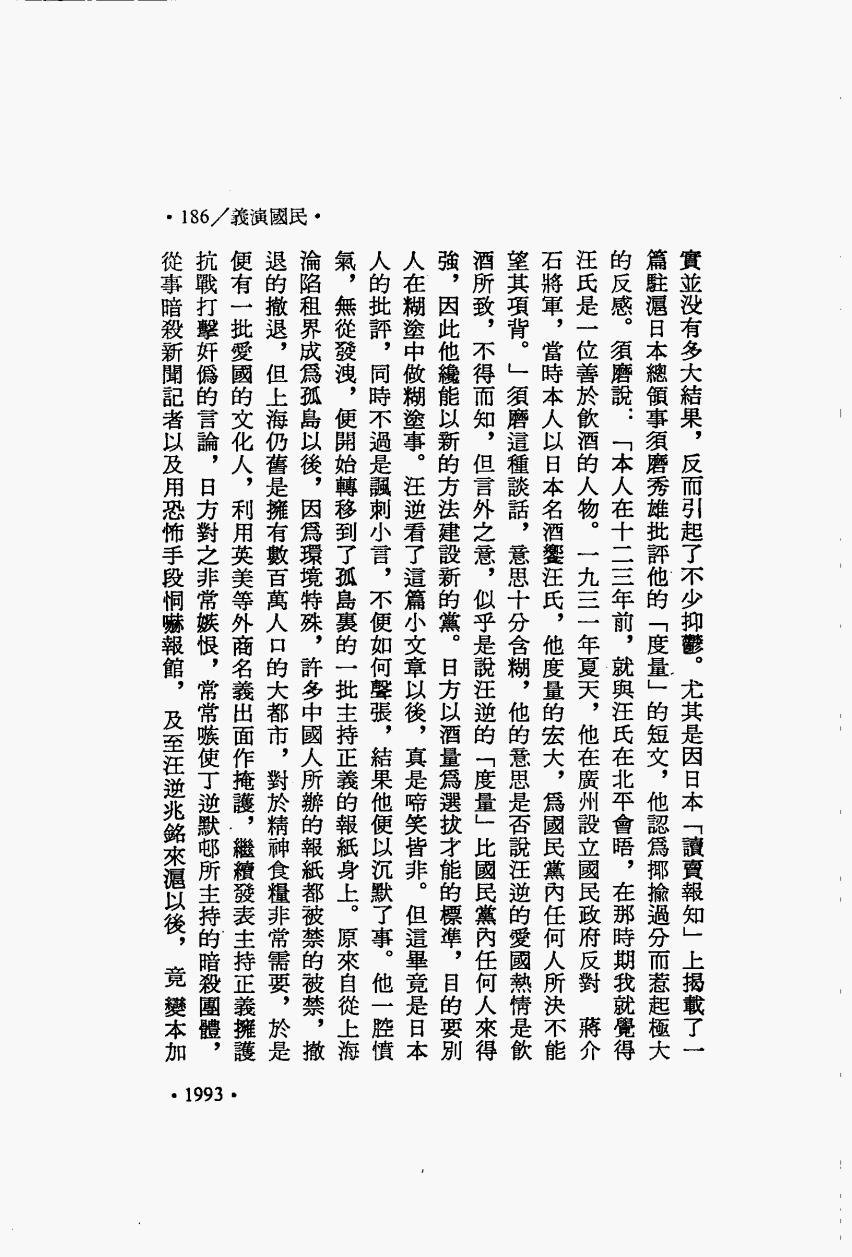 •186／義演國民•
實並没有多大結果，反而引起了不少抑鬱。尤其是因日本「讀賣報知」上揭載了一
篇駐滬日本總領事須磨秀雄批評他的「度量」的短文，他認爲揶揄過分而惹起極大
的反感。須磨說：「本人在十二三年前，就與汪氏在北平會晤，在那時期我就覺得
汪氏是一位善於飲酒的人物。一九三一年夏天，他在廣州設立國民政府反對　蔣介
石將軍，當時本人以日本名酒饗汪氏，他度量的宏大，爲國民黨內任何人所決不能
望其項背。」須磨這種談話，意思十分含糊，他的意思是否說汪逆的愛國熱情是飲
酒所致，不得而知，但言外之意，似乎是說汪逆的「度量」比國民黨內任何人來得
強，因此他纔能以新的方法建設新的黨。日方以酒量爲選拔才能的標準，目的要別
人在糊塗中做糊塗事。汪逆看了這篇小文章以後，真是啼笑皆非。但這畢竟是日本
人的批評，同時不過是諷刺小言，不便如何聲張，結果他便以沉默了事。他一腔憤
氣，無從發洩，便開始轉移到了孤島裏的一批主持正義的報紙身上。原來自從上海
淪陷租界成爲孤島以後，因爲環境特殊，許多中國人所辦的報紙都被禁的被禁，撤
退的撤退，但上海仍舊是擁有數百萬人口的大都市，對於精神食糧非常需要，於是
便有一批愛國的文化人，利用英美等外商名義出面作掩護，繼續發表主持正義擁護
抗戰打擊奸僞的言論，日方對之非常嫉恨，常常嗾使丁逆默邨所主持的暗殺團體，
從事暗殺新聞記者以及用恐怖手段恫嚇報館，及至汪逆兆銘來滬以後，竟變本加
•1993•